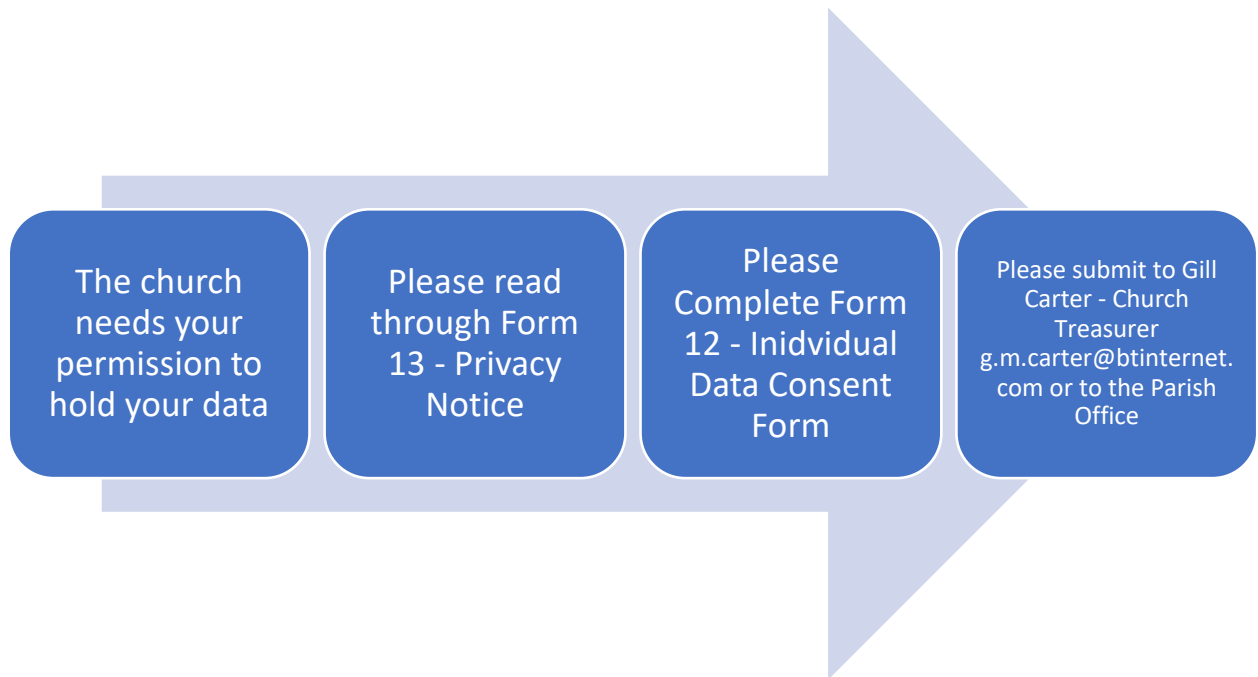 The church
needs your
permission to
hold your data
Please read
through Form
13 - Privacy
Notice
Please
Complete Form
12 - Inidvidual
Data Consent
Form
Please submit to Gill
Carter - Church
Treasurer
g.m.carter@btinternet.
com or to the Parish
Office